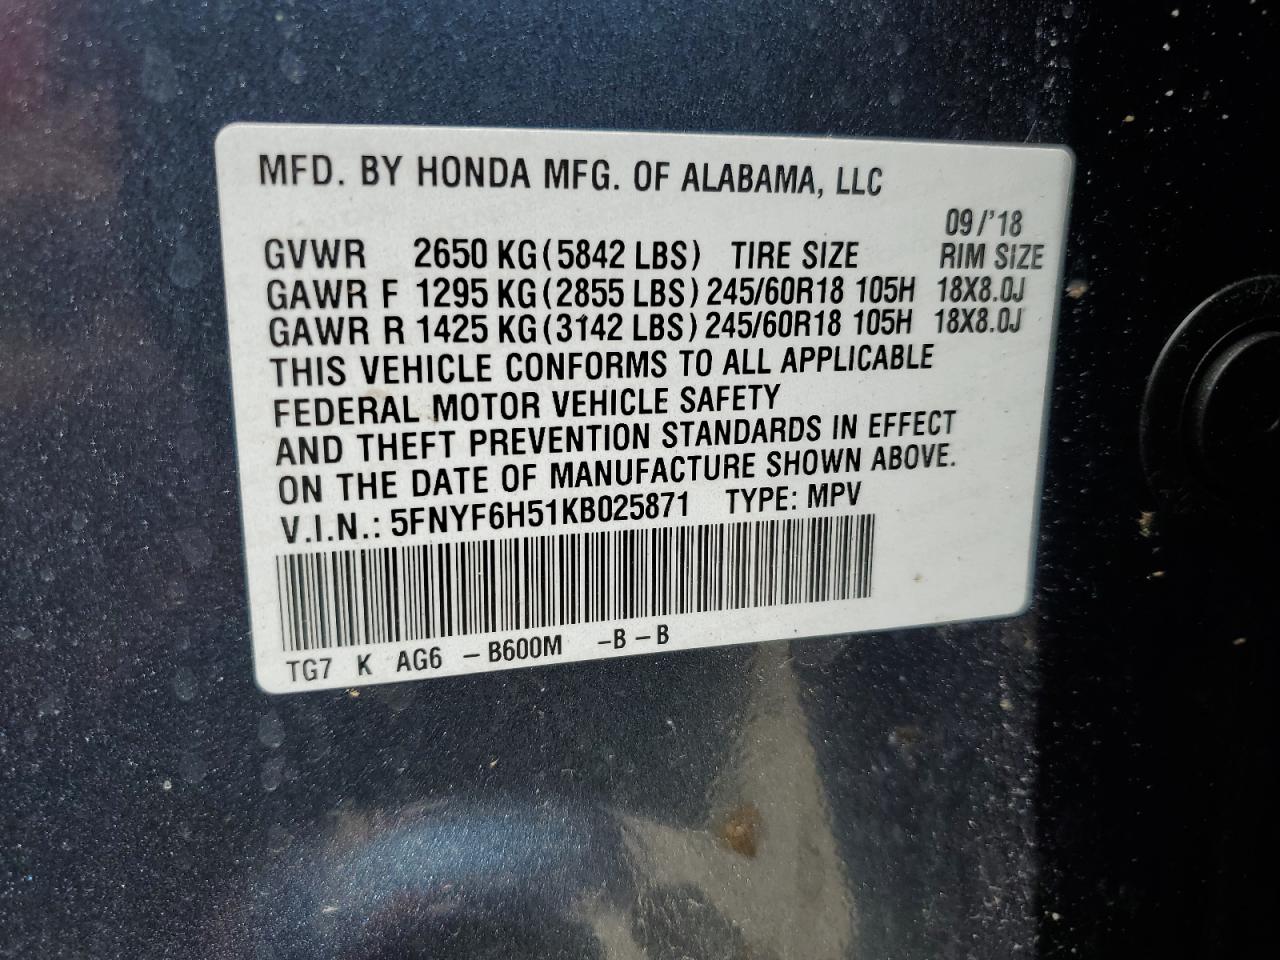 MFD. BY HONDA MFG. OF ALABAMA, LLC
09/'18
GVWR 2650 KG (5842 LBS) TIRE SIZE RIM SIZE
GAWR F 1295 KG (2855 LBS) 245/60R18 105H 18X8.0J
GAWR R 1425 KG (3142 LBS) 245/60R18 105H 18X8.0J
THIS VEHICLE CONFORMS TO ALL APPLICABLE
FEDERAL MOTOR VEHICLE SAFETY
AND THEFT PREVENTION STANDARDS IN EFFECT
ON THE DATE OF MANUFACTURE SHOWN ABOVE.
V.I.N.: 5FNYF6H51KB025871 TYPE: MPV
TG7 K AG6 -B600M -B-B